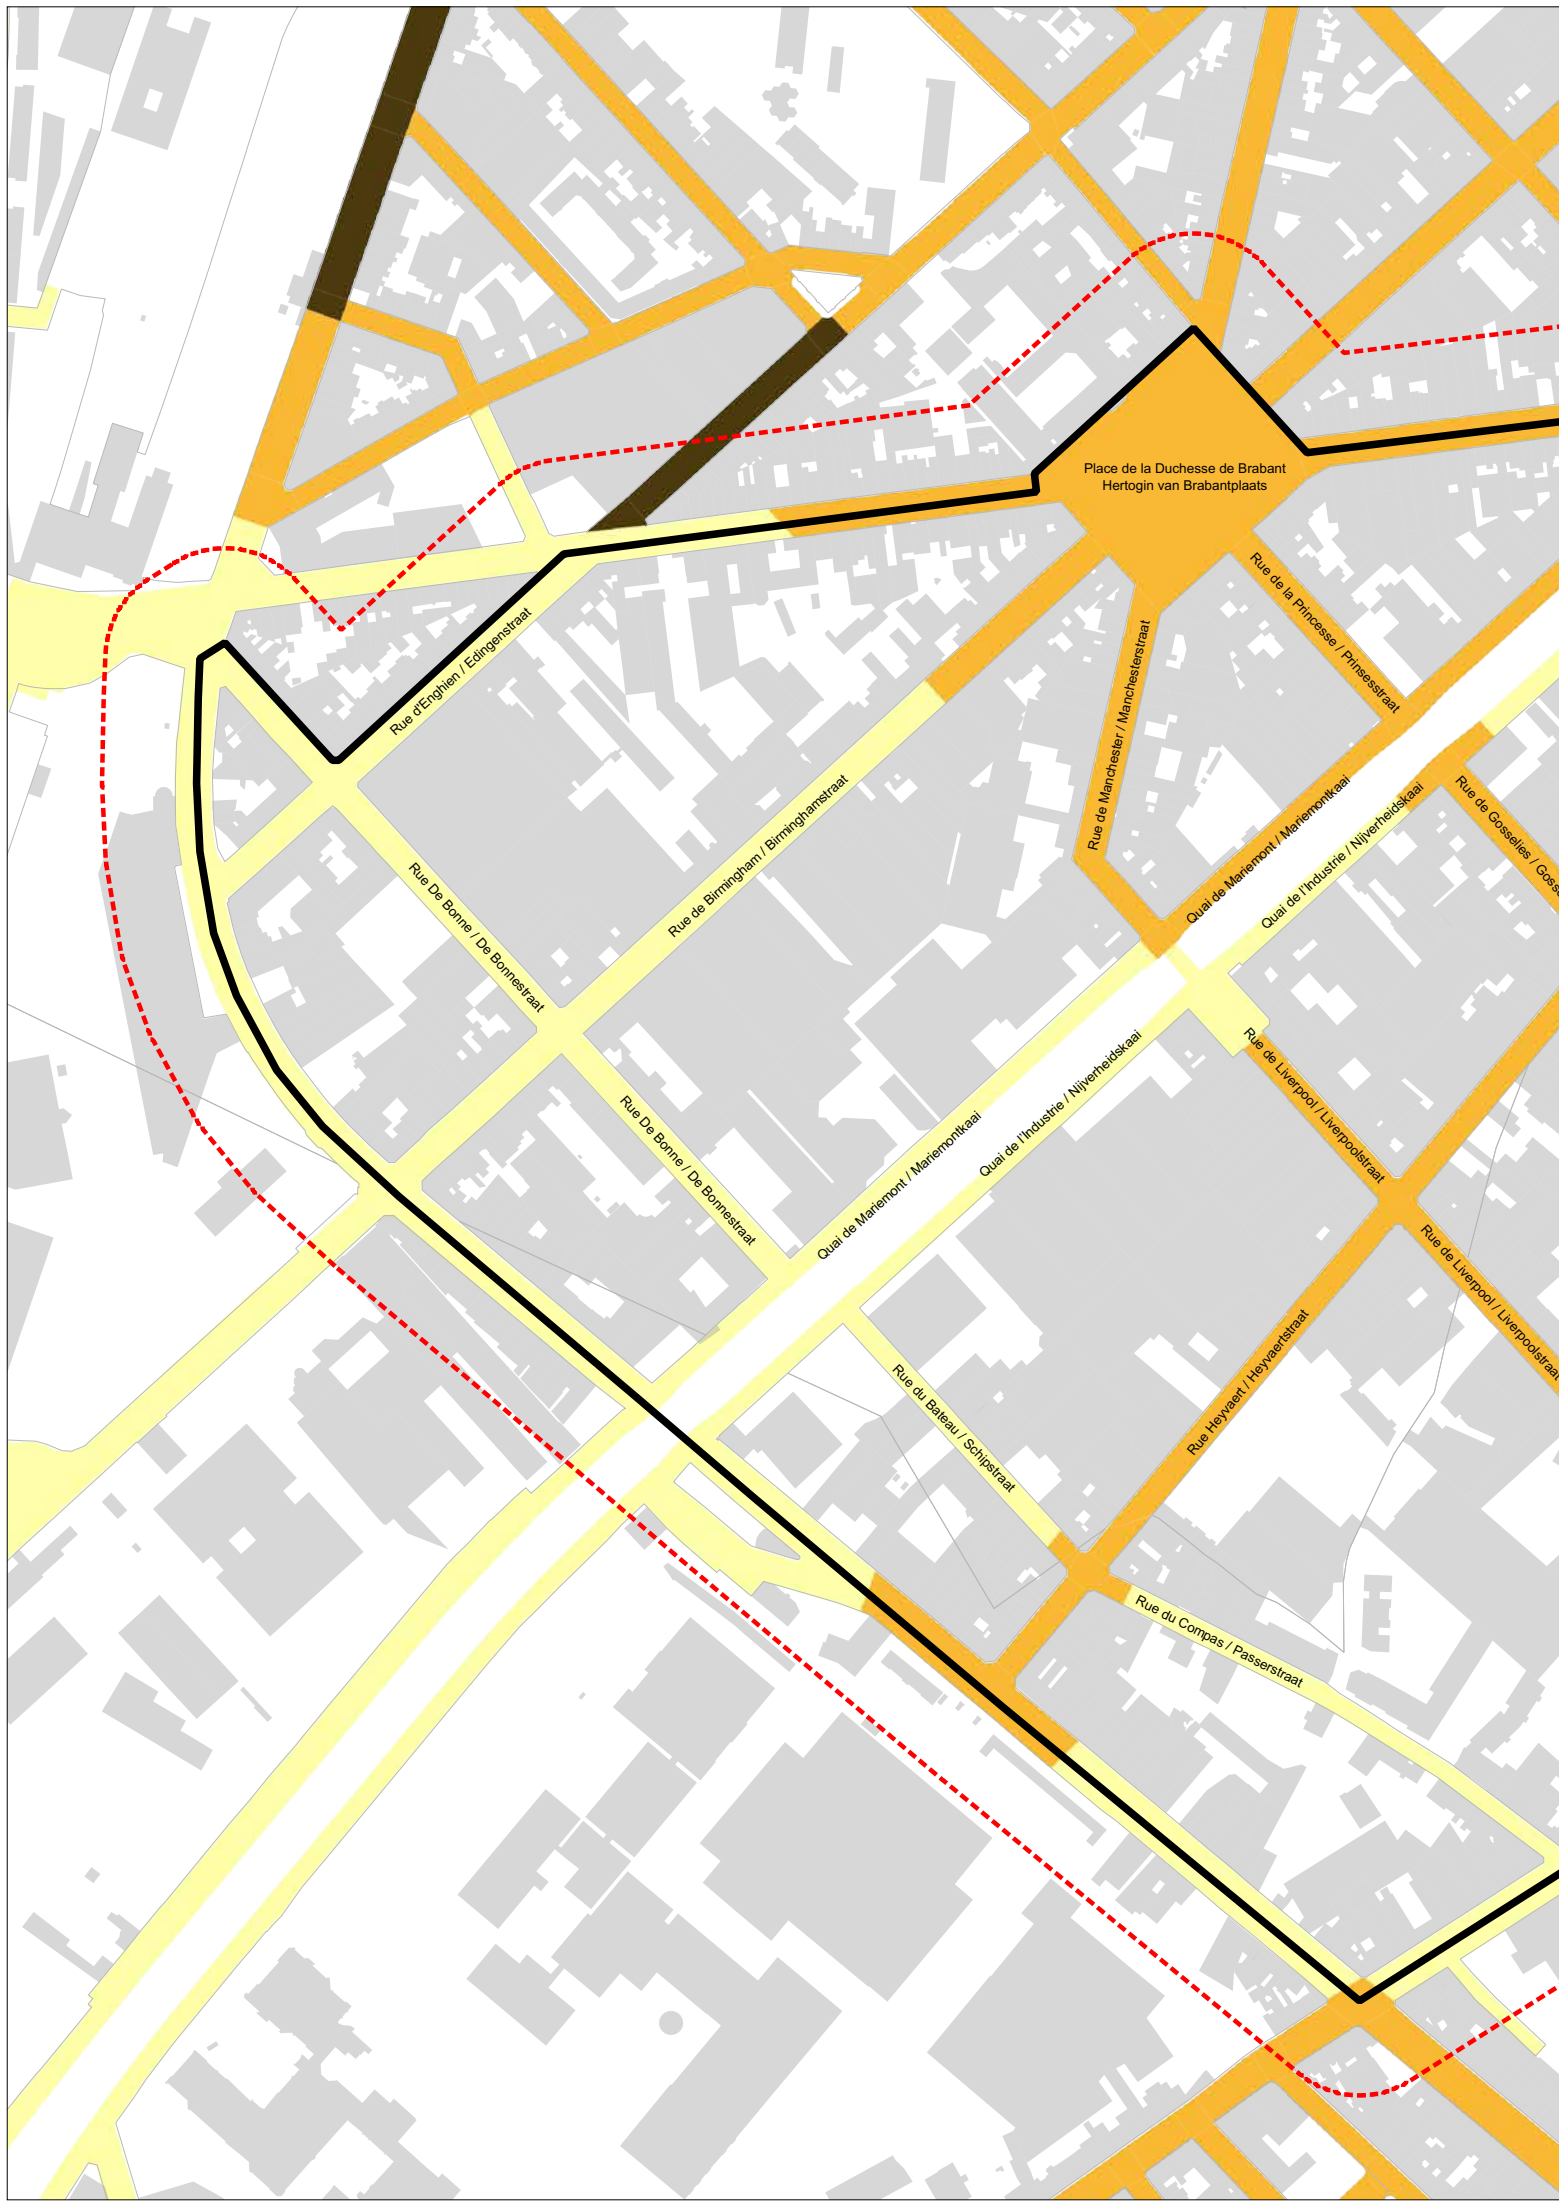 Place de la Duchesse de Brabant
Hertogin van Brabantplaats
Rue de la Princesse / Prinsesstraat
Rue d'Enghien / Edingenstraat
Rue de Manchester / Manchesterstraat
Quai de Mariemont / Mariemontkaai
Quai de l'Industrie / Nijverheidskaai
Rue de Gosselies / Goss
Rue de Birmingham / Birminghamstraat
Rue De Bonne / De Bonnestraat
Rue de Liverpool / Liverpoolstraat
Quai de l'Industrie / Nijverheidskaai
Quai de Mariemont / Mariemontkaai
Rue De Bonne / De Bonnestraat
Rue de Liverpool / Liverpoolstraat
Rue Heyvaert / Heyvaertstraat
Rue du Bateau / Schipstraat
Rue du Compas / Passerstraat